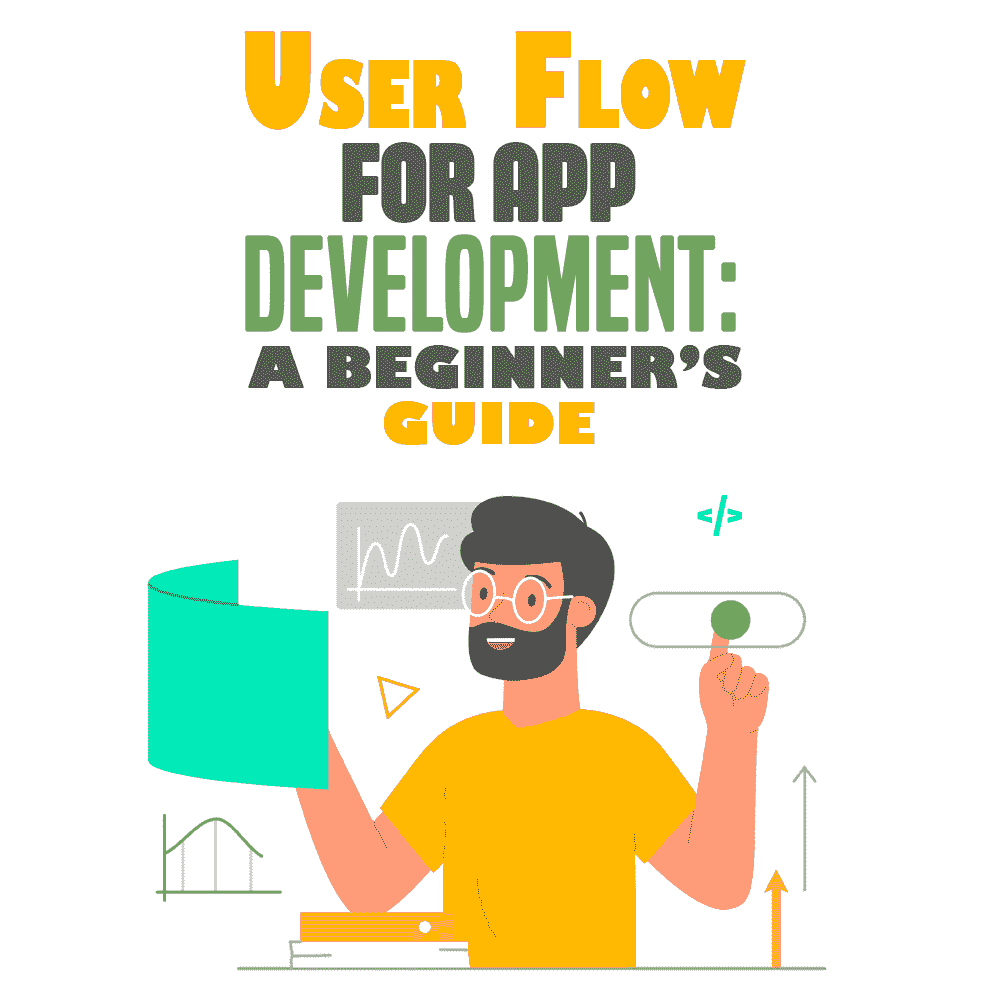 User Flow
FOR APP
DEVELOPMENT:
A BEGINNER’S
GUIDE
</>